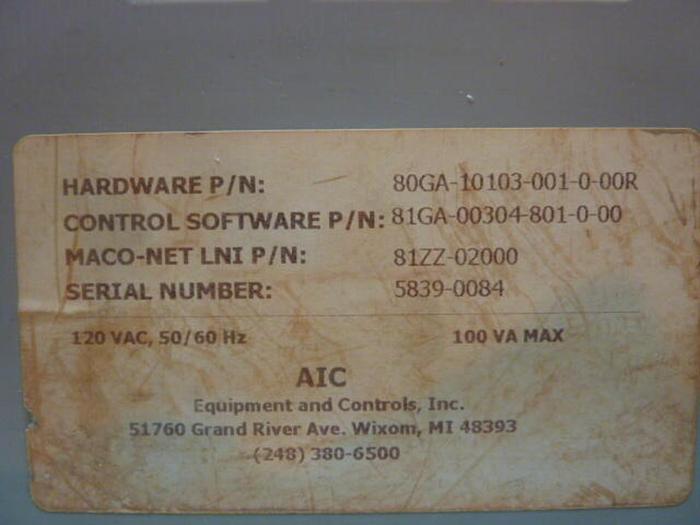 HARDWARE P/N: 80GA-10103-001-0-00R
CONTROL SOFTWARE P/N: 81GA-00304-801-0-00
MACO-NET LNI P/N: 81ZZ-02000
SERIAL NUMBER: 5839-0084
120 VAC, 50/60 Hz 100 VA MAX
AIC
Equipment and Controls, Inc.
51760 Grand River Ave. Wixom, MI 48393
(248) 380-6500